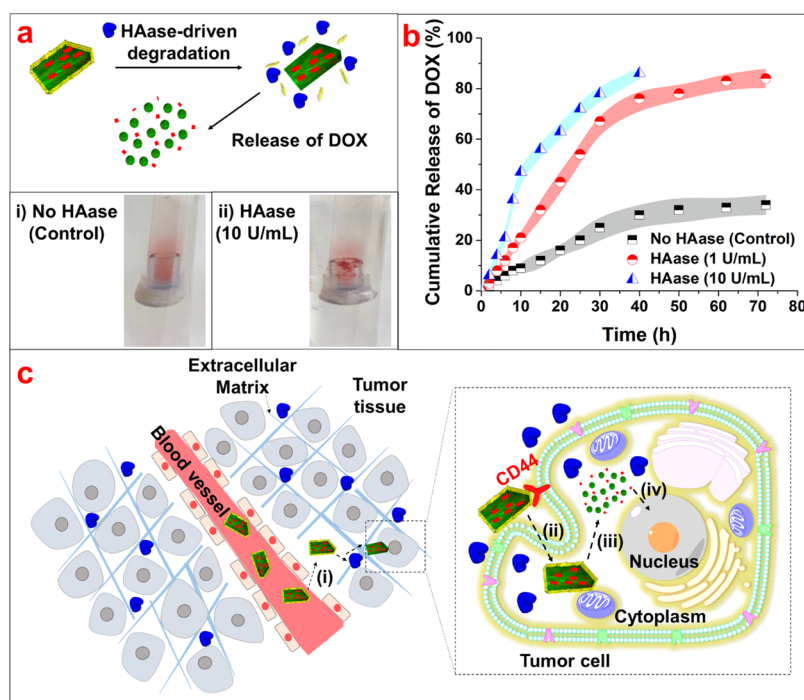 a
HAase-driven
degradation
Release of DOX
i) No HAase
(Control)
ii) HAase
(10 U/mL)
b
Cumulative Release of DOX (%)
100
80
60
40
20
0
0 10 20 30 40 50 60 70 80
No HAase (Control)
HAase (1 U/mL)
HAase (10 U/mL)
Time (h)
c
Extracellular
Matrix
Tumor
tissue
Blood vessel
(i)
CD44
(ii)
(iii)
(iv)
Nucleus
Cytoplasm
Tumor cell